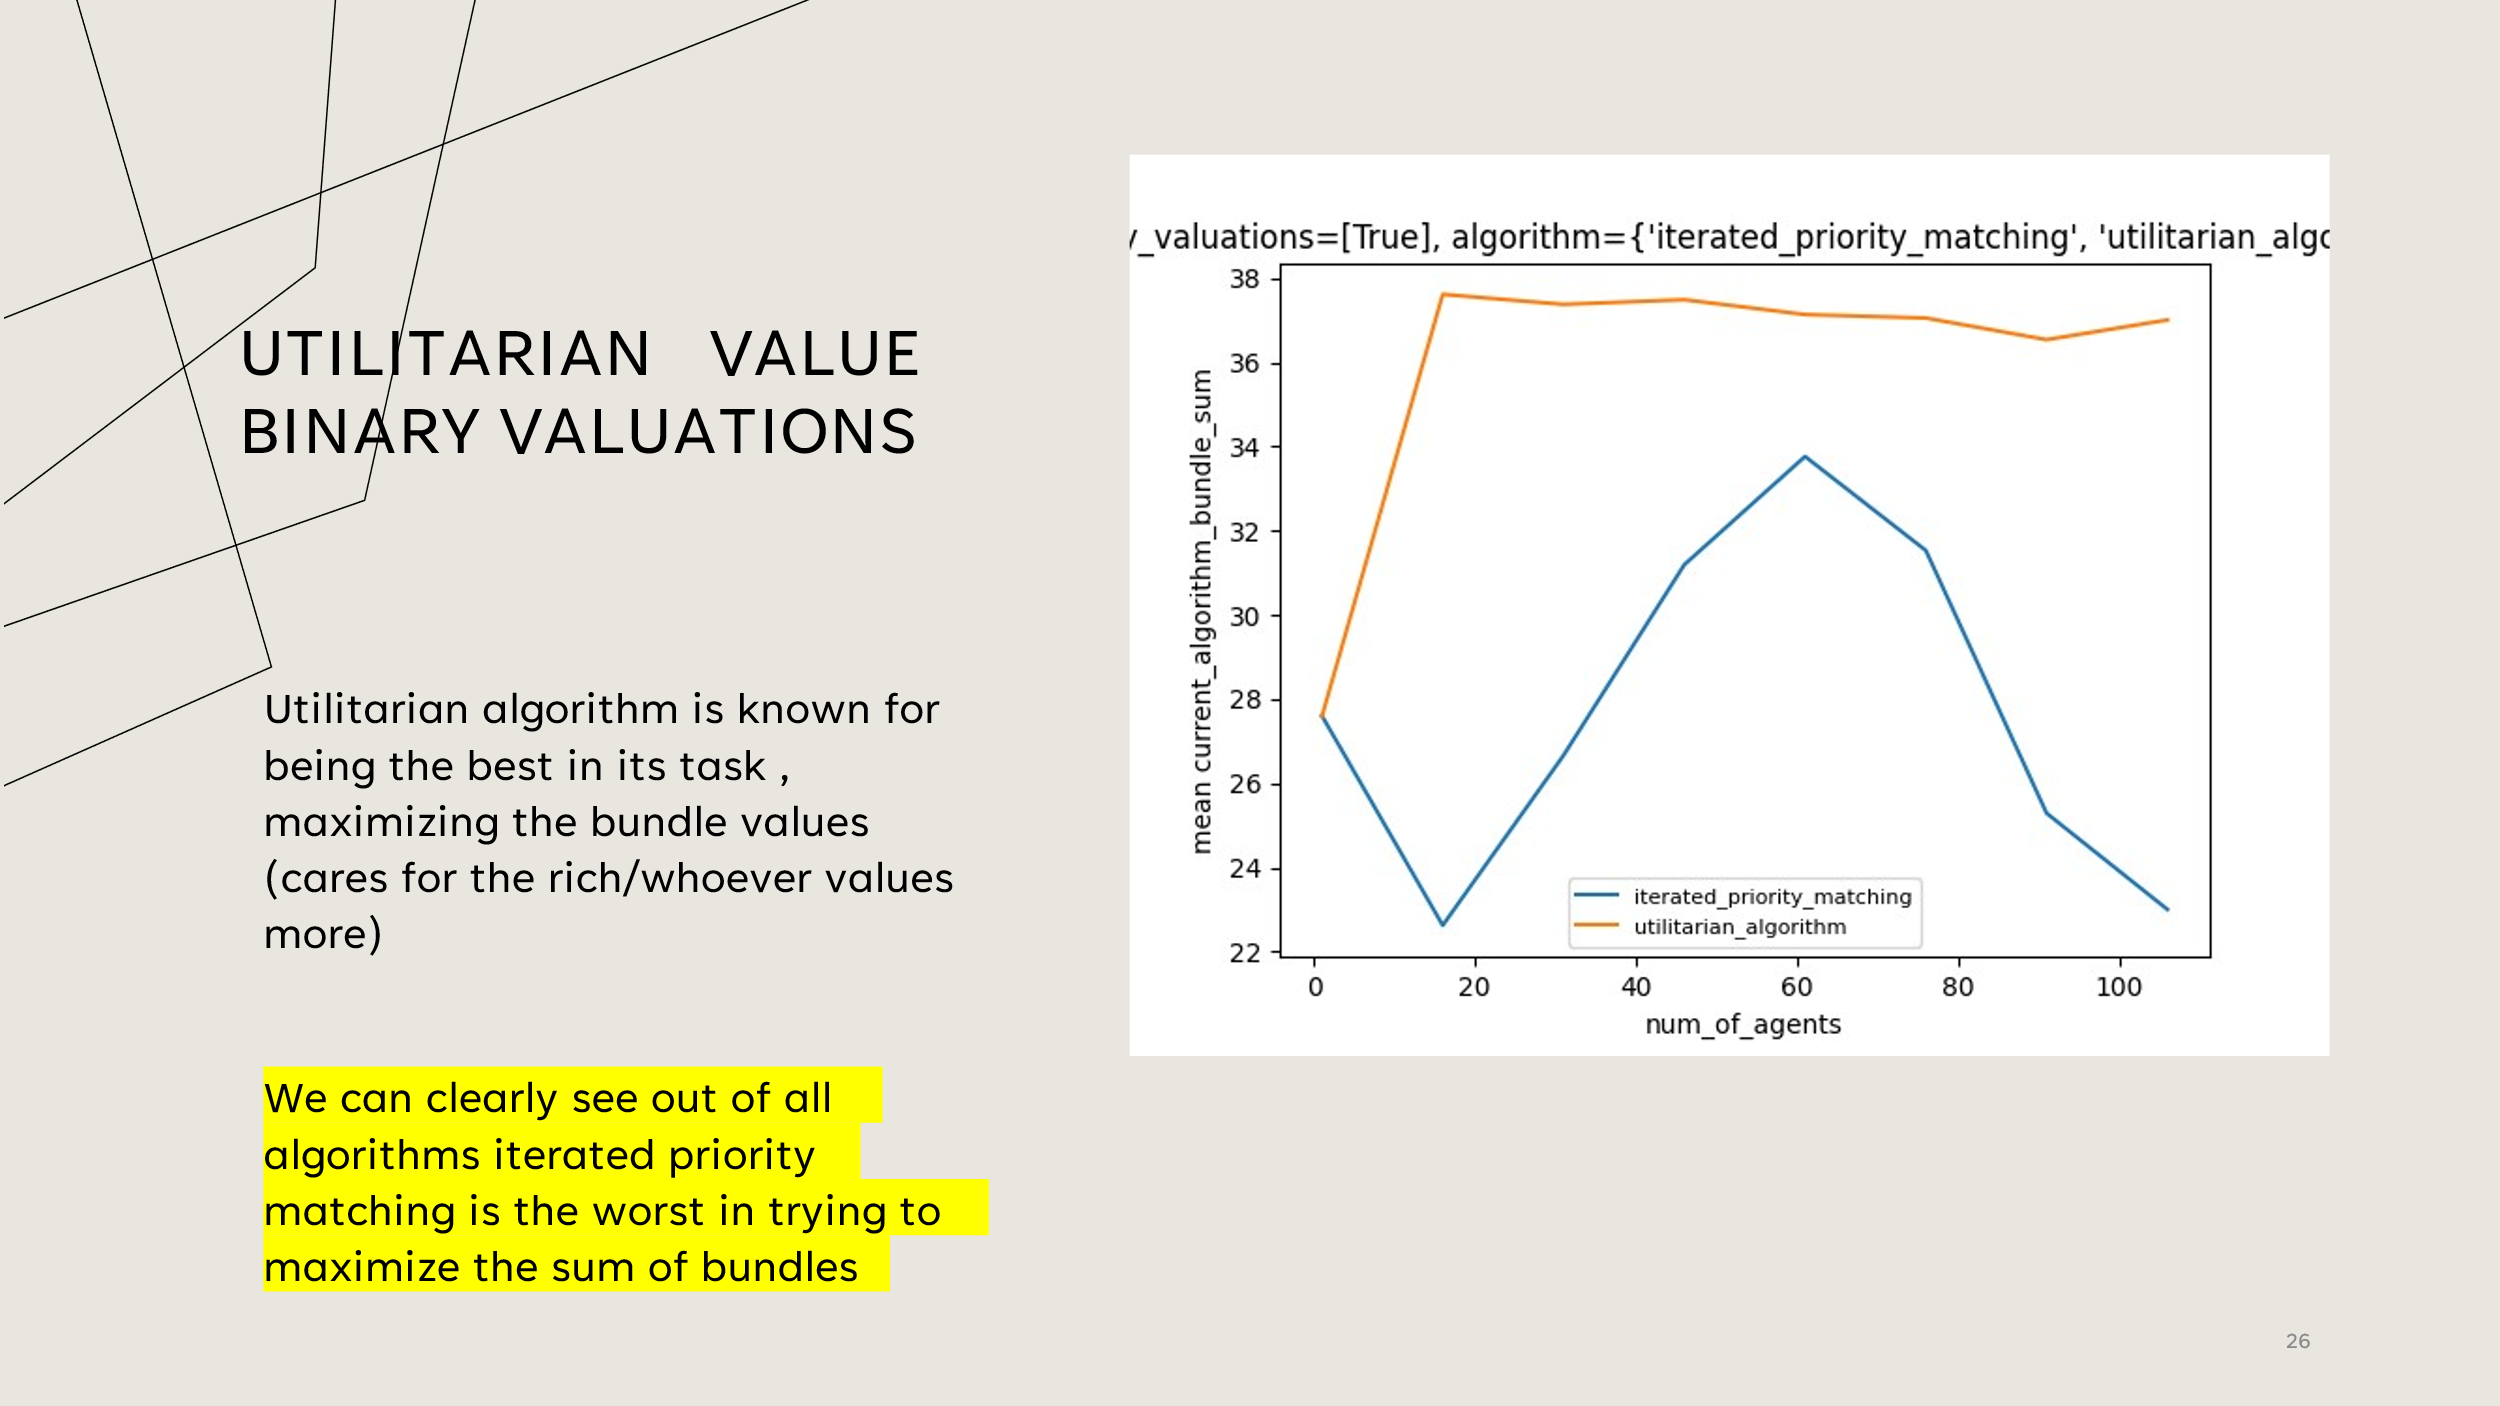 UTILITARIAN VALUE
BINARY VALUATIONS
Utilitarian algorithm is known for
being the best in its task ,
maximizing the bundle values
(cares for the rich/whoever values
more)
We can clearly see out of all
algorithms iterated priority
matching is the worst in trying to
maximize the sum of bundles
y_valuations=[True], algorithm={'iterated_priority_matching', 'utilitarian_algo
mean current_algorithm_bundle_sum
38
36
34
32
30
28
26
24
22
iterated_priority_matching
utilitarian_algorithm
0 20 40 60 80 100
num_of_agents
26